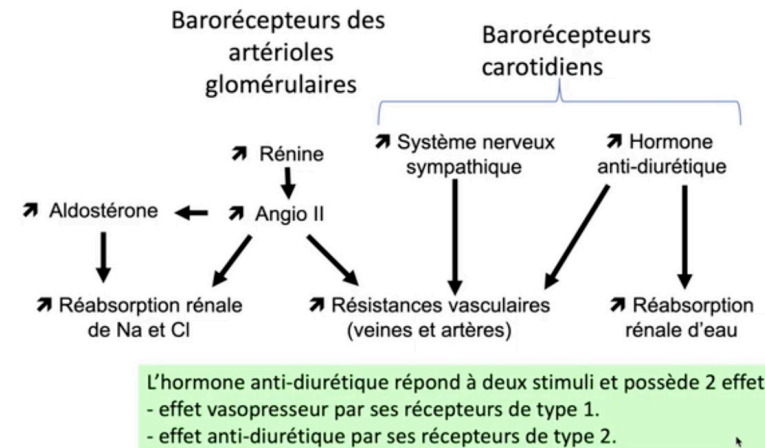 Barorécepteurs des
artérioles
glomérulaires
Barorécepteurs
carotidiens
Rénine
Système nerveux
sympathique
Hormone
anti-diurétique
Aldostérone
Angio II
Réabsorption rénale
de Na et Cl
Résistances vasculaires
(veines et artères)
Réabsorption
rénale d'eau
L'hormone anti-diurétique répond à deux stimuli et possède 2 effet
- effet vasopresseur par ses récepteurs de type 1.
- effet anti-diurétique par ses récepteurs de type 2.